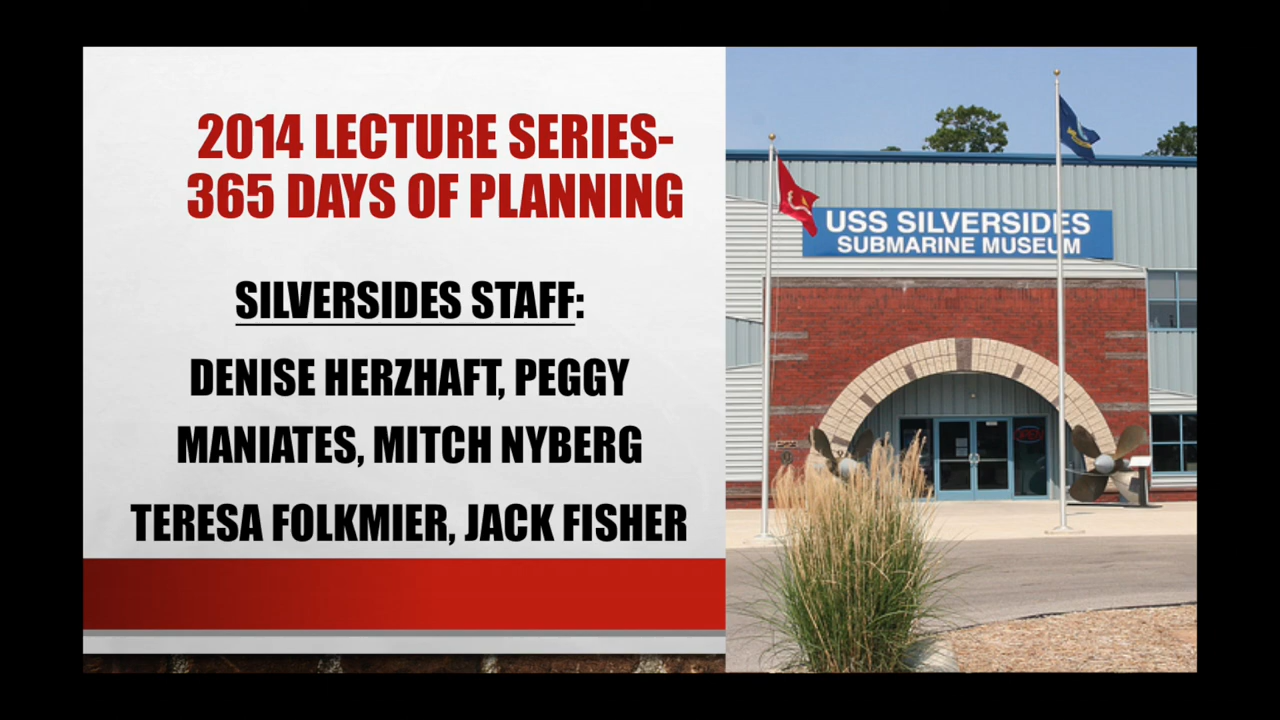 2014 LECTURE SERIES-
365 DAYS OF PLANNING
SILVERSIDES STAFF:
DENISE HERZHAFT, PEGGY
MANIATES, MITCH NYBERG
TERESA FOLKMIER, JACK FISHER
USS SILVERSIDES
SUBMARINE MUSEUM